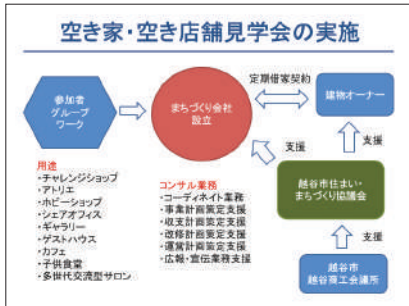 空き家・空き店舗見学会の実施
参加者
グループ
ワーク
まちづくり会社
設立
定期借家契約
建物オーナー
支援
支援
用途
・チャレンジショップ
・アトリエ
・ホビーショップ
・シェアオフィス
・ギャラリー
・ゲストハウス
・カフェ
・子供食堂
・多世代交流型サロン
コンサル業務
・コーディネイト業務
・事業計画策定支援
・収支計画策定支援
・改修計画策定支援
・運営計画策定支援
・広報・宣伝業務支援
越谷市住まい・
まちづくり協議会
支援
越谷市
越谷商工会議所